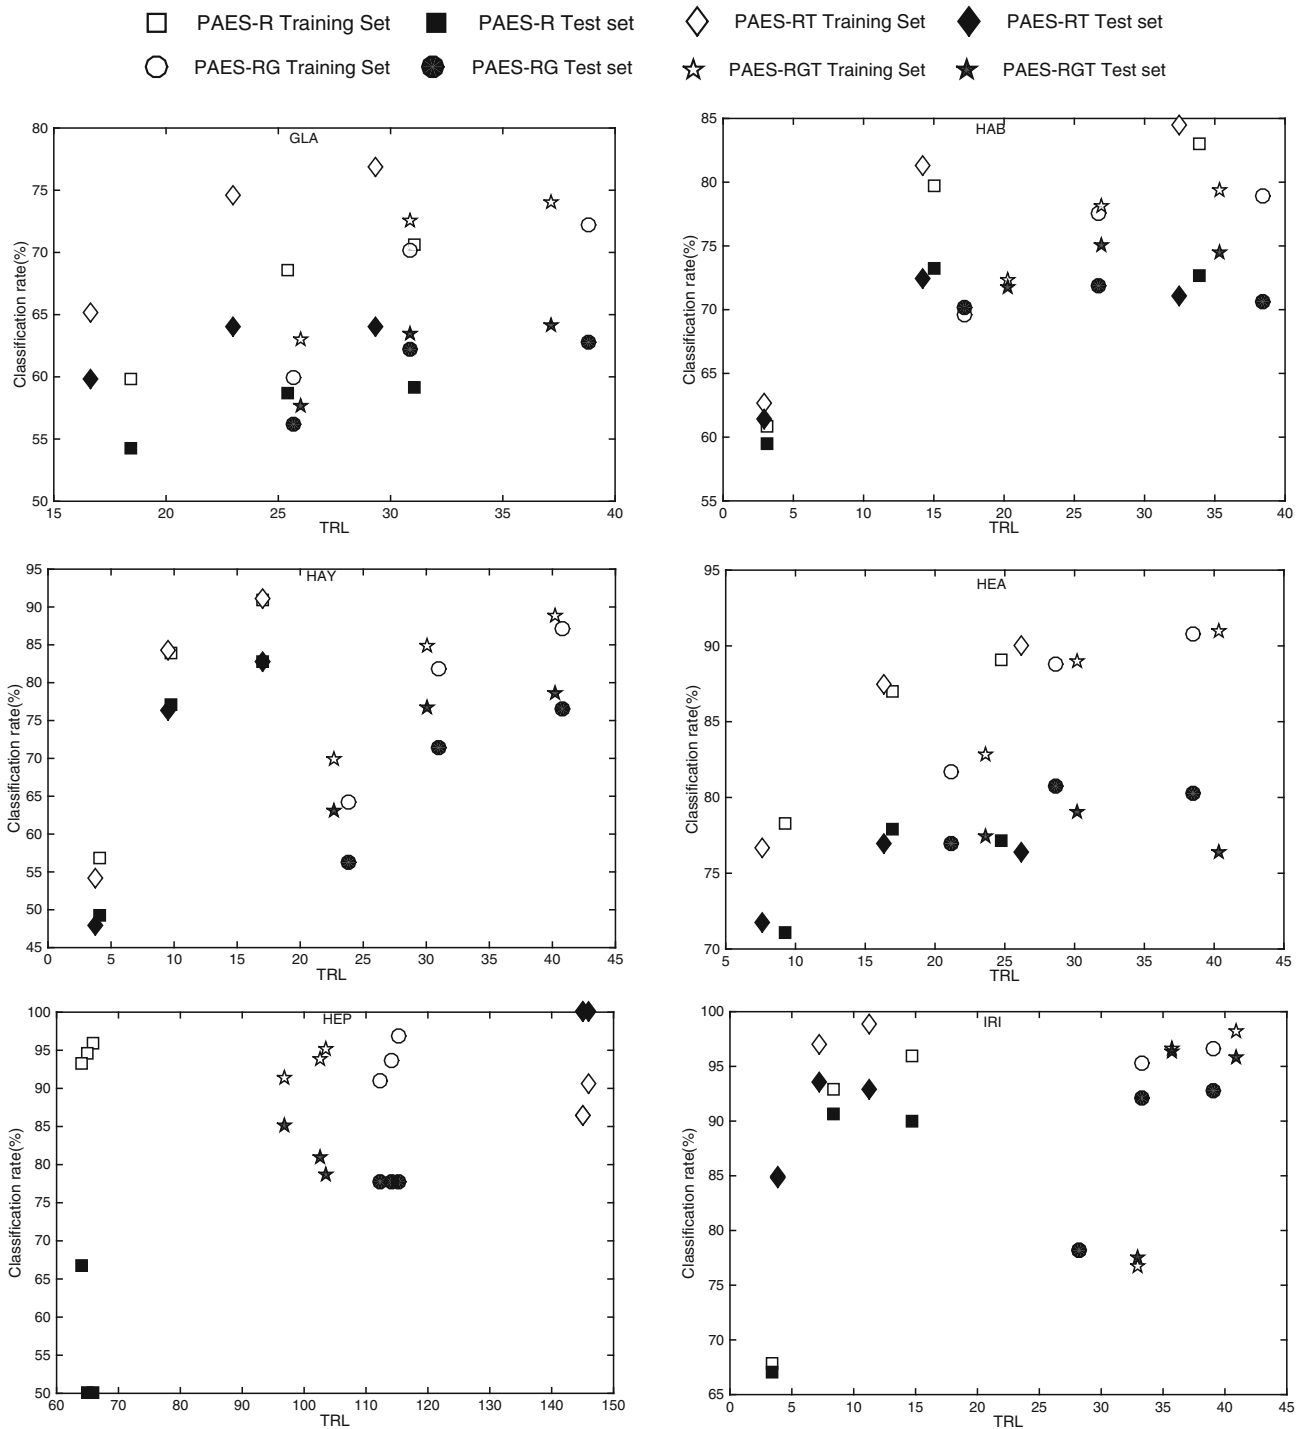 PAES-R Training Set PAES-R Test set PAES-RT Training Set PAES-RT Test set
PAES-RG Training Set PAES-RG Test set PAES-RGT Training Set PAES-RGT Test set
GLA
Classification rate(%)
80
75
70
65
60
55
50
15 20 25 30 35 40
TRL
HAB
Classification rate(%)
85
80
75
70
65
60
55
0 5 10 15 20 25 30 35 40
TRL
HAY
Classification rate(%)
95
90
85
80
75
70
65
60
55
50
45
0 5 10 15 20 25 30 35 40 45
TRL
HEA
Classification rate(%)
95
90
85
80
75
70
5 10 15 20 25 30 35 40 45
TRL
HEP
Classification rate(%)
100
95
90
85
80
75
70
65
60
55
50
60 70 80 90 100 110 120 130 140 150
TRL
IRI
Classification rate(%)
100
95
90
85
80
75
70
65
0 5 10 15 20 25 30 35 40 45
TRL